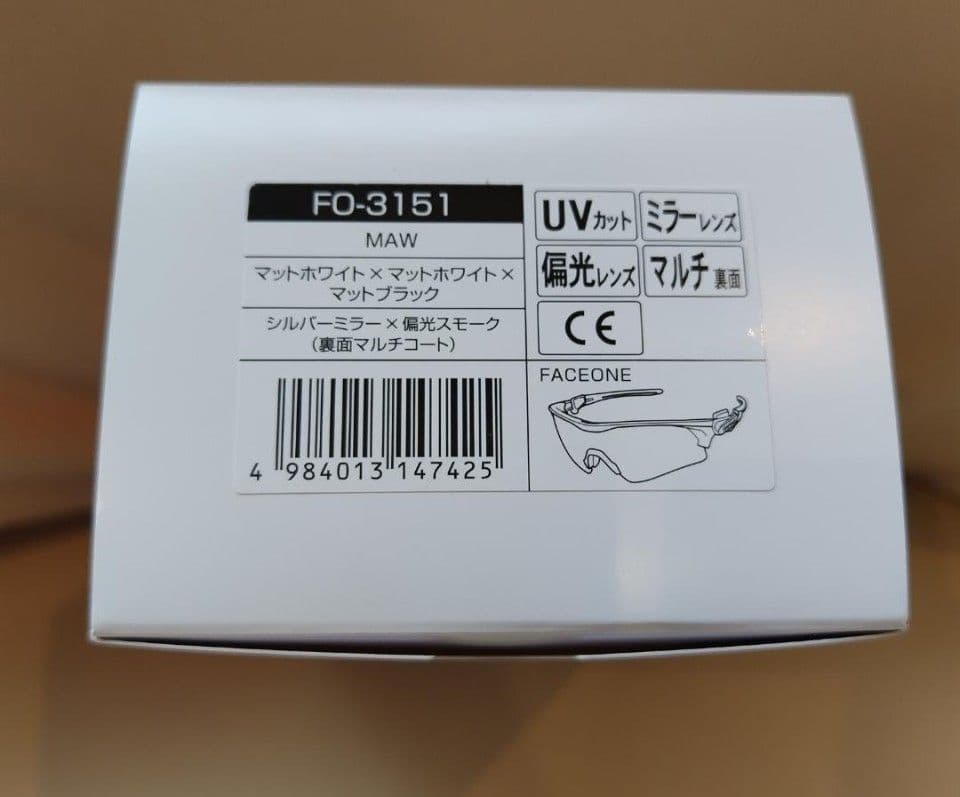 FO-3151
MAW
マットホワイト×マットホワイト×
マットブラック
シルバーミラー×偏光スモーク
(裏面マルチコート)
4 984013 147425
UVカット
ミラーレンズ
偏光レンズ
マルチ裏面
CE
FACEONE